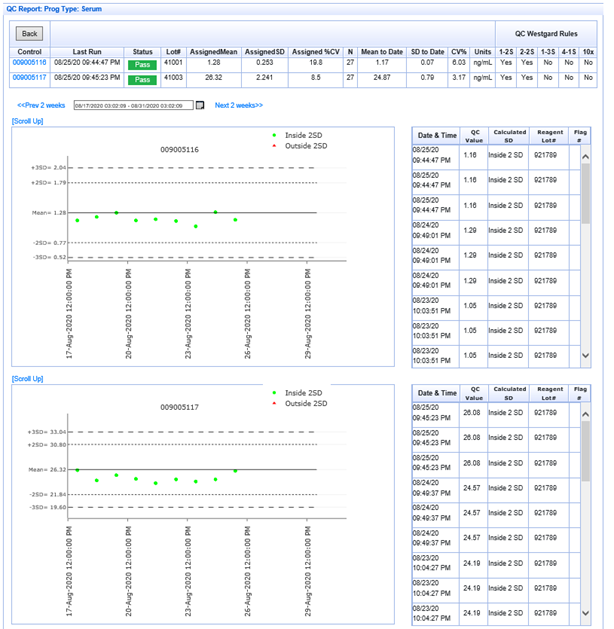 QC Report: Prog Type: Serum
Back
QC Westgard Rules
Control Last Run Status Lot# AssignedMean AssignedSD Assigned %CV N Mean to Date SD to Date CV% Units 1-2S 2-2S 1-3S 4-1S 10x
009005116 08/25/20 09:44:47 PM Pass 41001 1.28 0.253 19.8 27 1.17 0.07 6.03 ng/mL Yes Yes No No No
009005117 08/25/20 09:45:23 PM Pass 41003 26.32 2.241 8.5 27 24.87 0.79 3.17 ng/mL Yes Yes No No No
<<Prev 2 weeks 08/17/2020 03:02:09 - 08/31/2020 03:02:09 Next 2 weeks>>
[Scroll Up]
Inside 2SD
Outside 2SD
009005116
+3SD= 2.04
+2SD= 1.79
Mean= 1.28
-2SD= 0.77
-3SD= 0.52
17-Aug-2020 12:00:00 PM
20-Aug-2020 12:00:00 PM
23-Aug-2020 12:00:00 PM
26-Aug-2020 12:00:00 PM
29-Aug-2020 12:00:00 PM
Date & Time QC Value Calculated SD Reagent Lot# Flag #
08/25/20
09:44:47 PM 1.16 Inside 2 SD 921789
08/25/20
09:44:47 PM 1.16 Inside 2 SD 921789
08/25/20
09:44:47 PM 1.16 Inside 2 SD 921789
08/24/20
09:49:01 PM 1.29 Inside 2 SD 921789
08/24/20
09:49:01 PM 1.29 Inside 2 SD 921789
08/24/20
09:49:01 PM 1.29 Inside 2 SD 921789
08/23/20
10:03:51 PM 1.05 Inside 2 SD 921789
08/23/20
10:03:51 PM 1.05 Inside 2 SD 921789
08/23/20
10:03:51 PM 1.05 Inside 2 SD 921789
[Scroll Up]
Inside 2SD
Outside 2SD
009005117
+3SD= 33.04
+2SD= 30.80
Mean= 26.32
-2SD= 21.84
-3SD= 19.60
17-Aug-2020 12:00:00 PM
20-Aug-2020 12:00:00 PM
23-Aug-2020 12:00:00 PM
26-Aug-2020 12:00:00 PM
29-Aug-2020 12:00:00 PM
Date & Time QC Value Calculated SD Reagent Lot# Flag #
08/25/20
09:45:23 PM 26.08 Inside 2 SD 921789
08/25/20
09:45:23 PM 26.08 Inside 2 SD 921789
08/25/20
09:45:23 PM 26.08 Inside 2 SD 921789
08/24/20
09:49:37 PM 24.57 Inside 2 SD 921789
08/24/20
09:49:37 PM 24.57 Inside 2 SD 921789
08/24/20
09:49:37 PM 24.57 Inside 2 SD 921789
08/23/20
10:04:27 PM 24.19 Inside 2 SD 921789
08/23/20
10:04:27 PM 24.19 Inside 2 SD 921789
08/23/20
10:04:27 PM 24.19 Inside 2 SD 921789